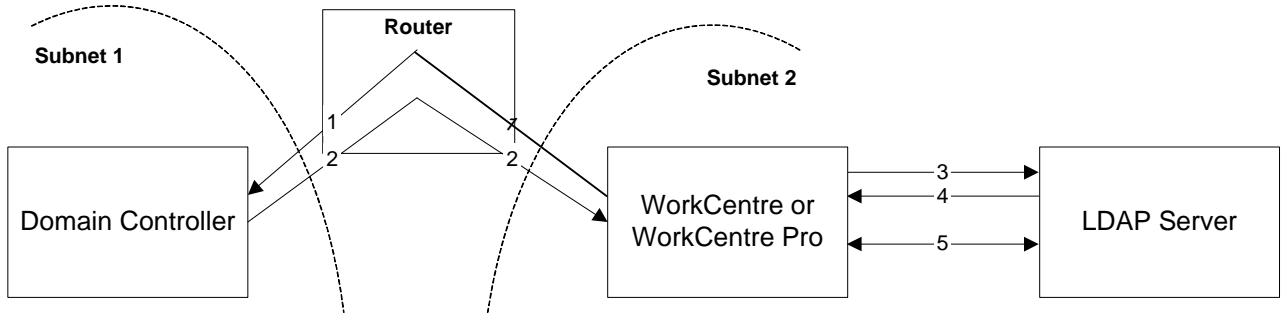 Router
Subnet 1
Subnet 2
1
2
2
Domain Controller
WorkCentre or
WorkCentre Pro
3
4
5
LDAP Server